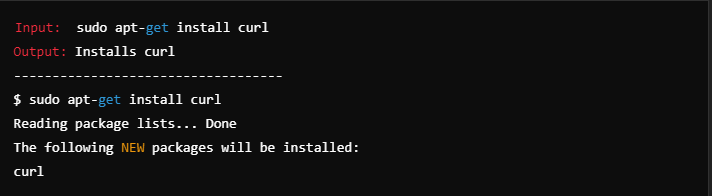 Input:  sudo apt-get install curl
Output: Installs curl
-----------------------------------
$ sudo apt-get install curl
Reading package lists... Done
The following NEW packages will be installed:
curl